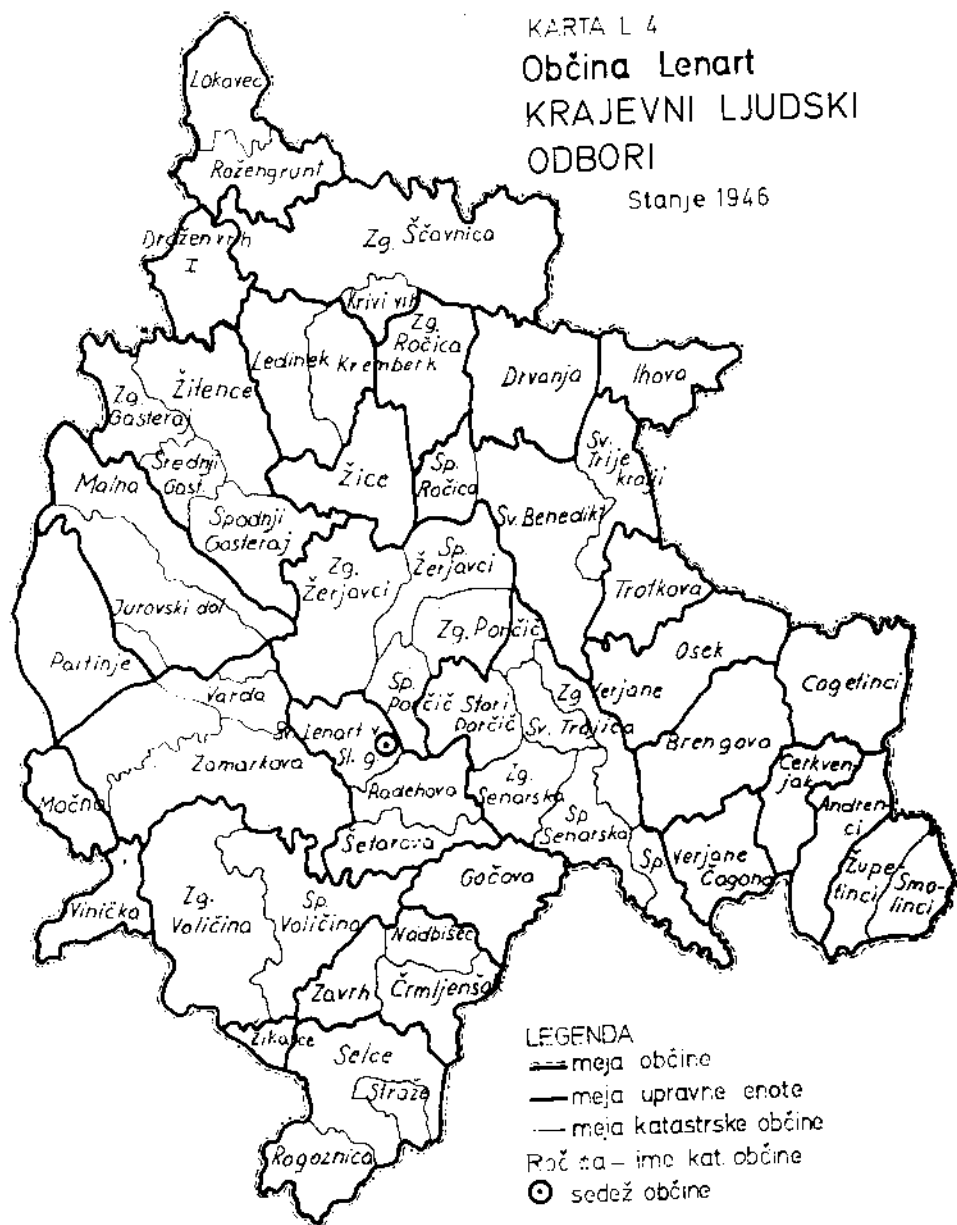 KARTA L 4
Občina Lenart
KRAJEVNI LJUDSKI
ODBORI
Stanje 1946
Lokavec
Rožengrunt
Dražen vrh
I.
Zg. Ščavnica
Krivi vrh
Zg.
Ročica
Ledinek
Kremberk
Drvanja
Ihova
Zg.
Gasteraj
Žitence
Srednji
Gast.
Sv.
Trije
kralji
Malna
Žice
Sp.
Ročica
Spodnji
Gasteraj
Sv. Benedikt
Zg.
Žerjavci
Sp.
Žerjavci
Trotkova
Jurovski dol
Zg. Porčič
Osek
Partinje
Cagetinci
Varda
Sp.
Porčič
Stari
Porčič
Zg. Verjane
Sv. Trojica
Sv. Lenart v
Sl. g.
Brengova
Zamarkova
Cerkven-
jak
Močna
Radehova
Zg.
Senarska
Andren-
ci
Šetarova
Sp.
Senarska
Sp. Verjane
Čagona
Župe-
tinci
Smo-
linci
Gočova
Vinička
Zg.
Voličina
Sp.
Voličina
Nadbišec
Zavrh
Črmljenšak
Žikarce
Selce
Straže
Rogoznica
LEGENDA
meja občine
meja upravne enote
meja katastrske občine
– ime kat. občine
sedež občine